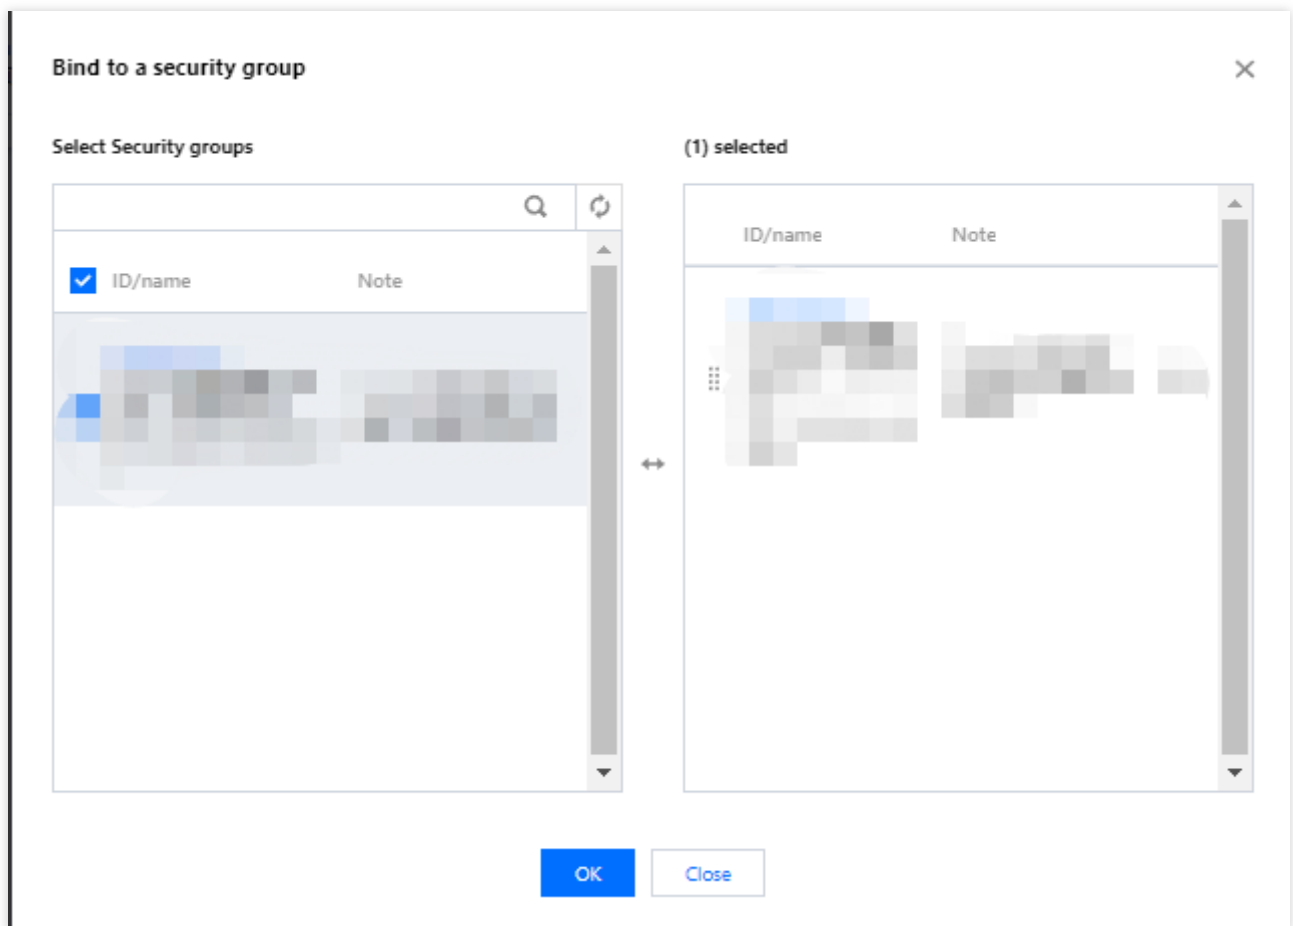 Bind to a security group
Select Security groups
(1) selected
ID/name Note
ID/name Note
OK
Close